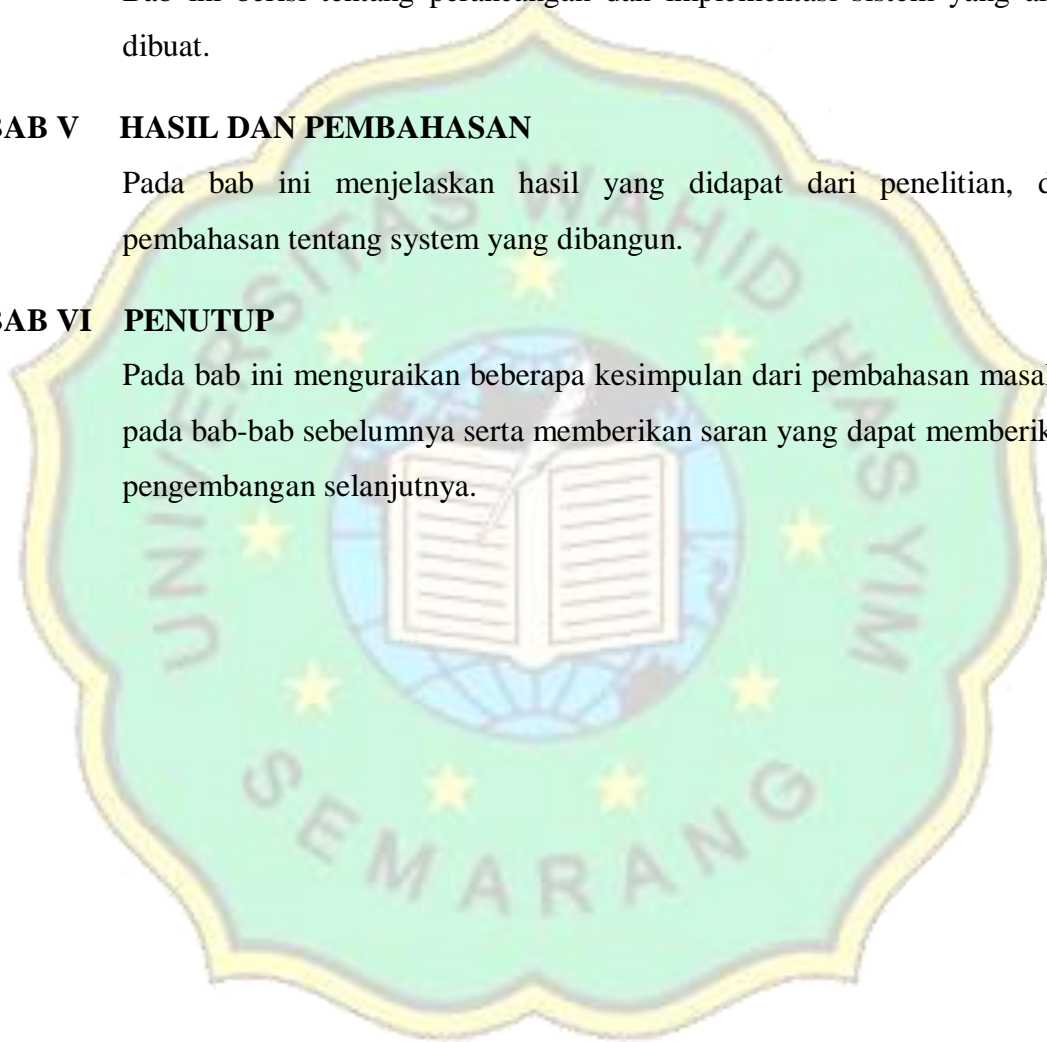 dibuat.
BAB V HASIL DAN PEMBAHASAN
Pada bab ini menjelaskan hasil yang didapat dari penelitian,
pembahasan tentang system yang dibangun.
BAB VI PENUTUP
Pada bab ini menguraikan beberapa kesimpulan dari pembahasan
pada bab-bab sebelumnya serta memberikan saran yang dapat
pengembangan selanjutnya.
UNIVERSITAS WAHID HASYIM
SEMARANG